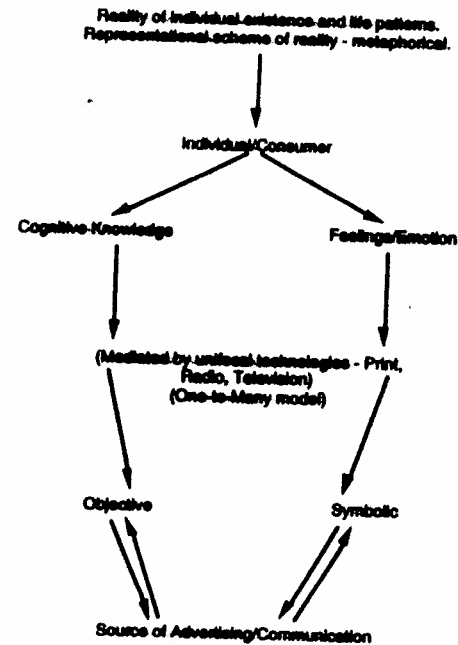 Reality of individual existence and life patterns.
Representational scheme of reality - metaphorical.
Individual/Consumer
Cognitive Knowledge
Feelings/Emotion
(Mediated by unifocal technologies - Print,
Radio, Television)
(One-to-Many model)
Objective
Symbolic
Source of Advertising/Communication